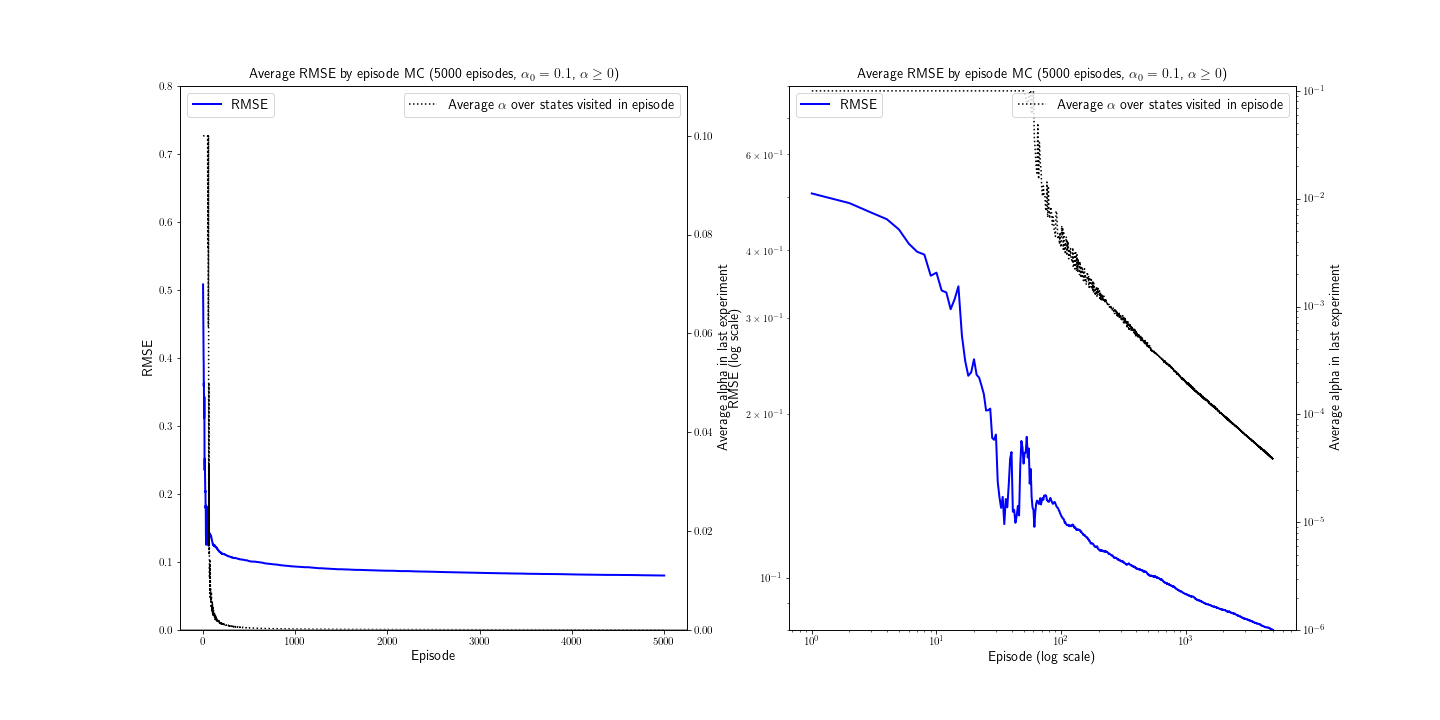 Average RMSE by episode MC (5000 episodes, α₀ = 0.1, α ≥ 0)
RMSE
Average α over states visited in episode
0.8
0.7
0.6
0.5
0.4
0.3
0.2
0.1
0.0
RMSE
0
1000
2000
3000
4000
5000
Episode
0.10
0.08
0.06
0.04
0.02
0.00
Average alpha in last experiment
Average RMSE by episode MC (5000 episodes, α₀ = 0.1, α ≥ 0)
RMSE
Average α over states visited in episode
6 × 10⁻¹
4 × 10⁻¹
3 × 10⁻¹
2 × 10⁻¹
10⁻¹
RMSE (log scale)
10⁰
10¹
10²
10³
Episode (log scale)
10⁻¹
10⁻²
10⁻³
10⁻⁴
10⁻⁵
10⁻⁶
Average alpha in last experiment